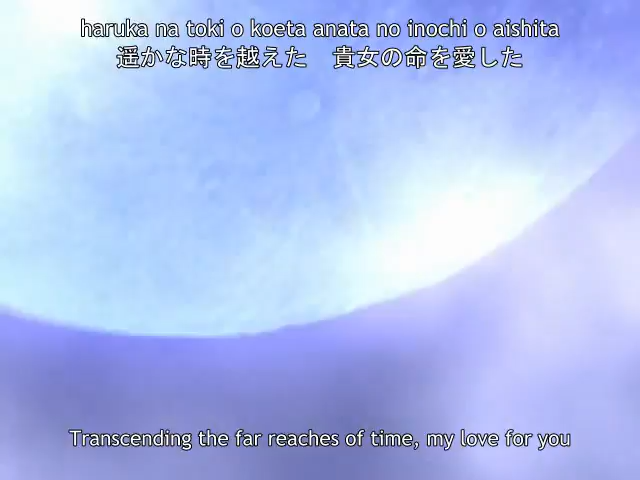 haruka na toki o koeta anata no inochi o aishita
遥かな時を越えた　貴女の命を愛した
Transcending the far reaches of time, my love for you